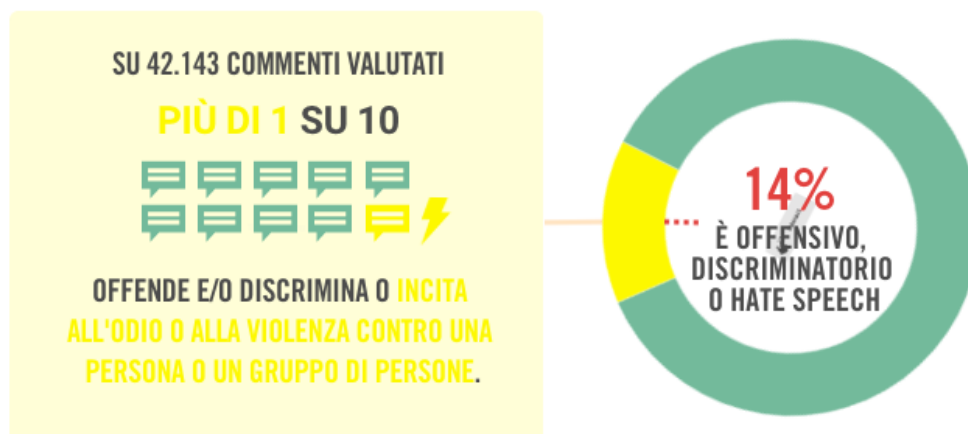 SU 42.143 COMMENTI VALUTATI
PIÙ DI 1 SU 10
OFFENDE E/O DISCRIMINA O INCITA
ALL'ODIO O ALLA VIOLENZA CONTRO UNA
PERSONA O UN GRUPPO DI PERSONE.
14%
È OFFENSIVO,
DISCRIMINATORIO
O HATE SPEECH